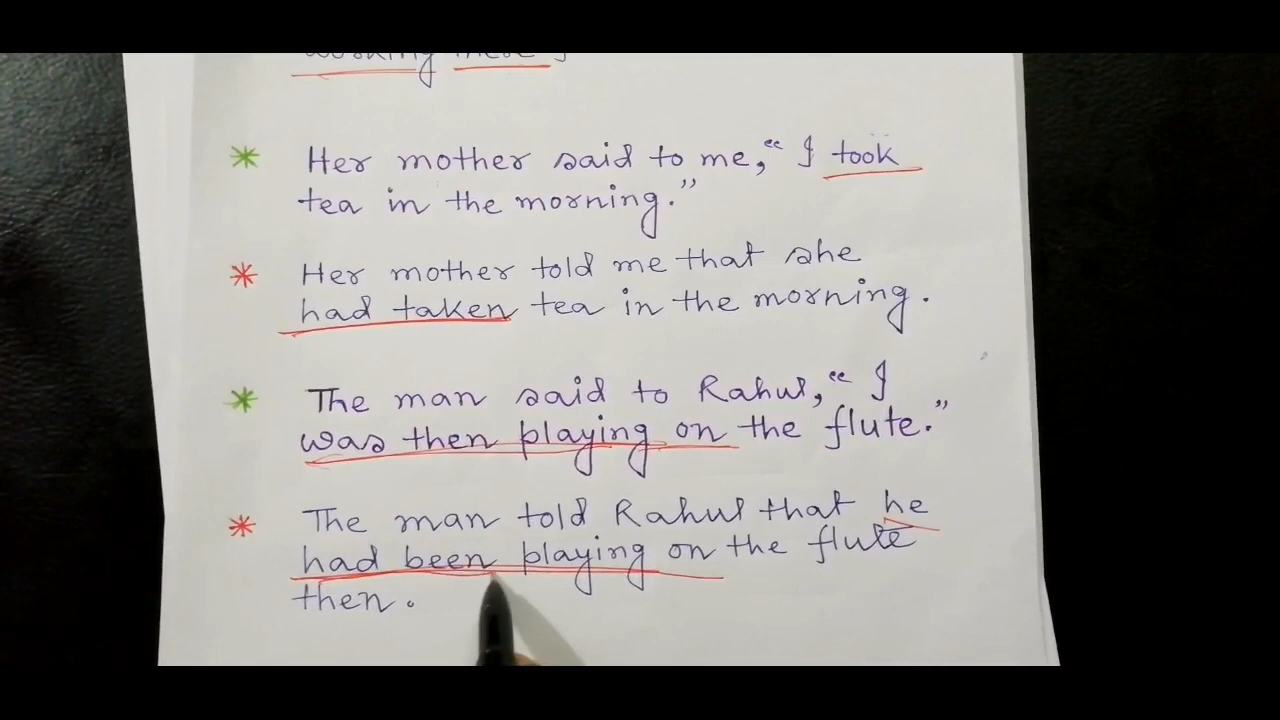 working
Her mother said to me, “I took
tea in the morning.”
Her mother told me that she
had taken tea in the morning.
The man said to Rahul, “I
was then playing on the flute.”
The man told Rahul that he
had been playing on the flute
then.